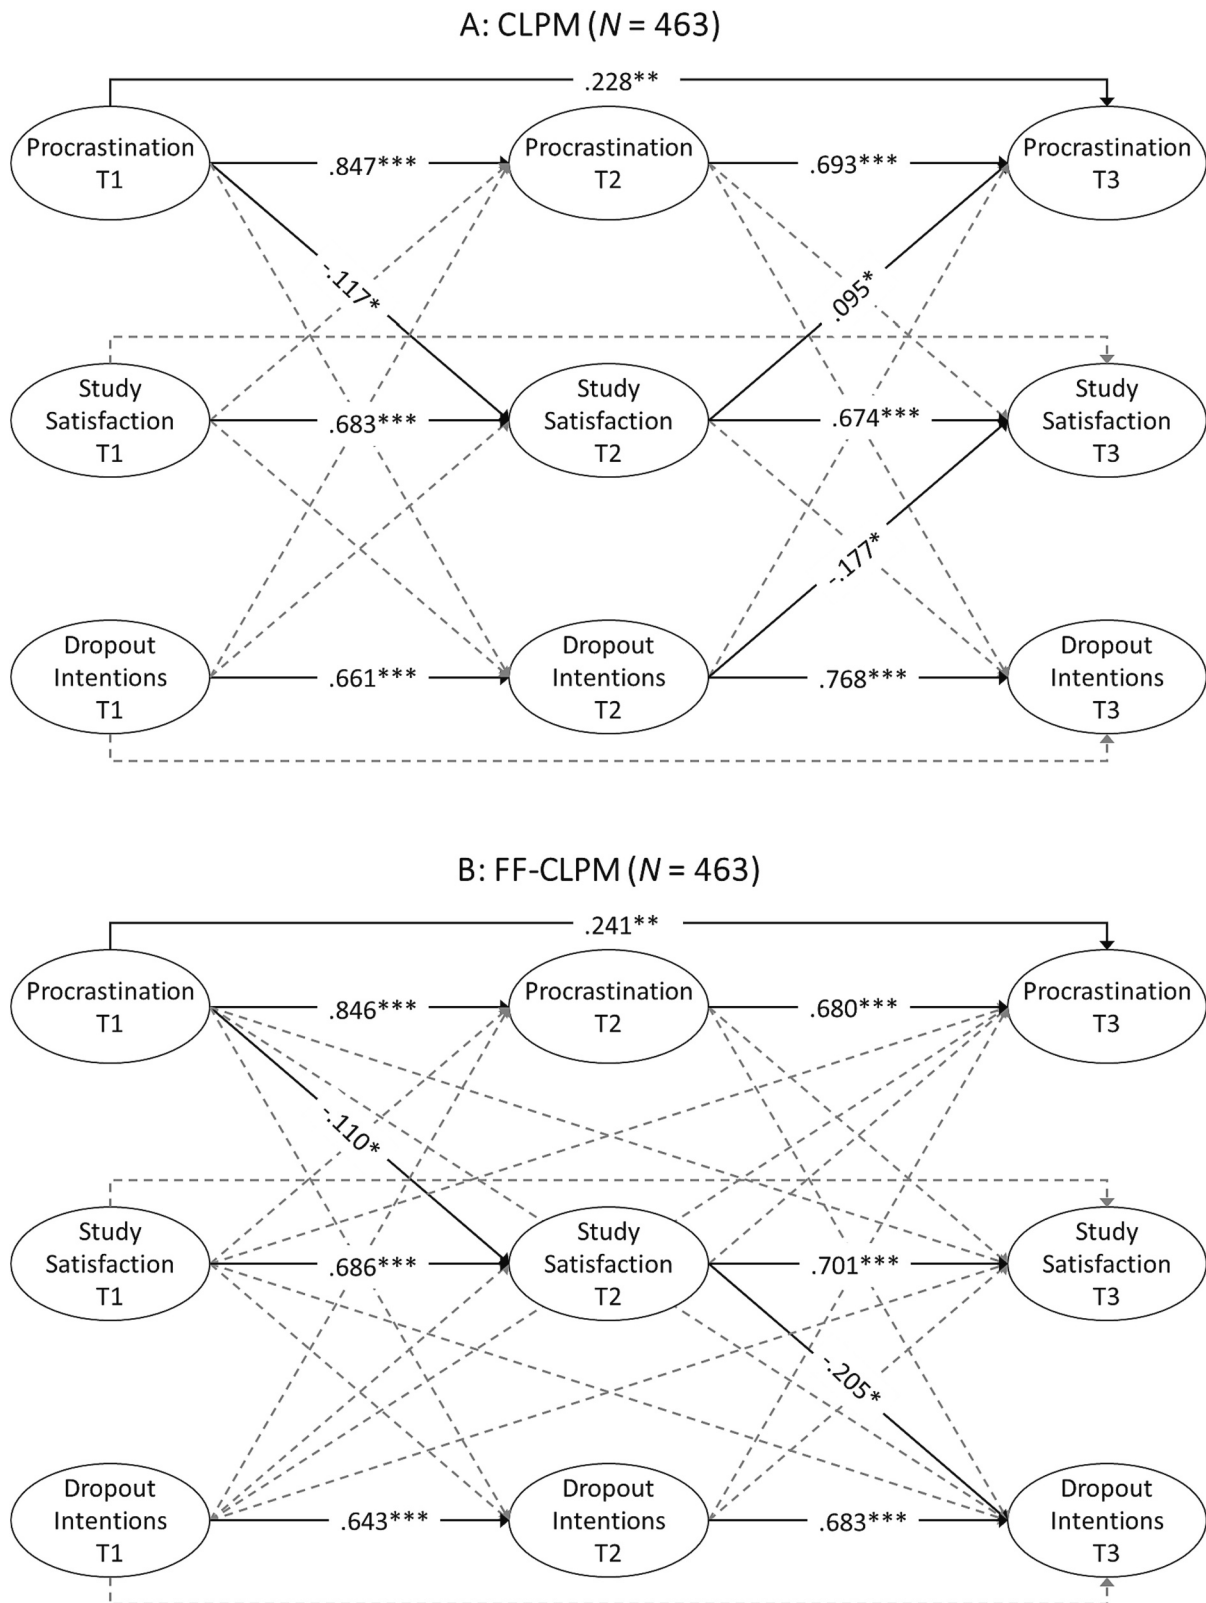 A: CLPM (N = 463)
.228**
Procrastination
T1
.847***
Procrastination
T2
.693***
Procrastination
T3
-.117*
.095*
Study
Satisfaction
T1
.683***
Study
Satisfaction
T2
.674***
Study
Satisfaction
T3
-.177*
Dropout
Intentions
T1
.661***
Dropout
Intentions
T2
.768***
Dropout
Intentions
T3
B: FF-CLPM (N = 463)
.241**
Procrastination
T1
.846***
Procrastination
T2
.680***
Procrastination
T3
-.110*
Study
Satisfaction
T1
.686***
Study
Satisfaction
T2
.701***
Study
Satisfaction
T3
-.205*
Dropout
Intentions
T1
.643***
Dropout
Intentions
T2
.683***
Dropout
Intentions
T3